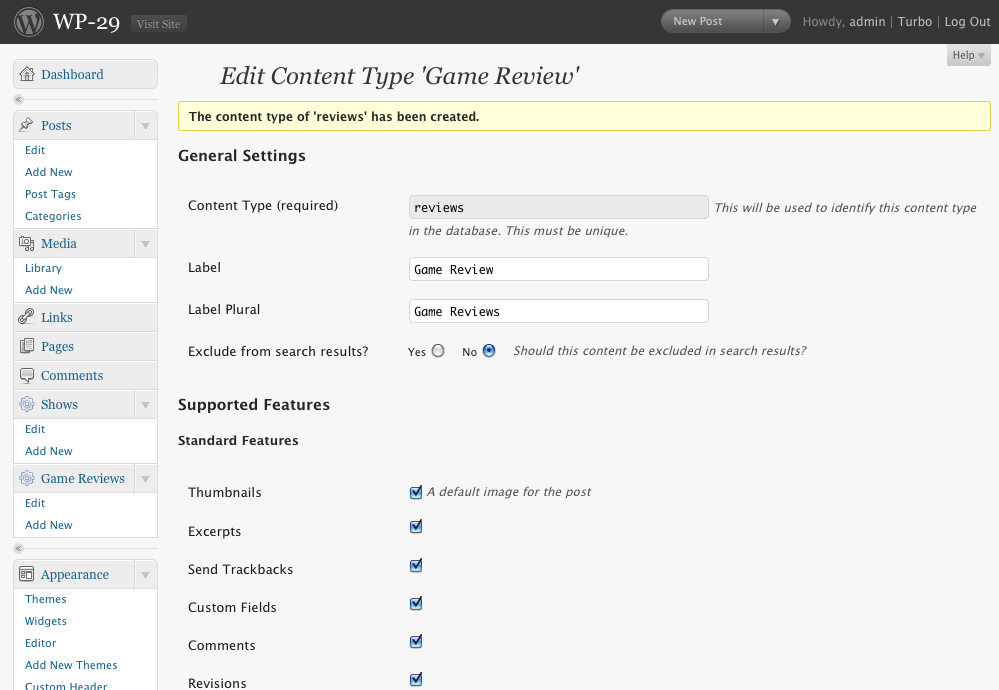 WP-29 Visit Site New Post Howdy, admin | Turbo | Log Out
Help
Dashboard
Posts
Edit
Add New
Post Tags
Categories
Media
Library
Add New
Links
Pages
Comments
Shows
Edit
Add New
Game Reviews
Edit
Add New
Appearance
Themes
Widgets
Editor
Add New Themes
Custom Header
Edit Content Type 'Game Review'
The content type of 'reviews' has been created.
General Settings
Content Type (required) reviews This will be used to identify this content type
in the database. This must be unique.
Label Game Review
Label Plural Game Reviews
Exclude from search results? Yes No Should this content be excluded in search results?
Supported Features
Standard Features
Thumbnails A default image for the post
Excerpts
Send Trackbacks
Custom Fields
Comments
Revisions